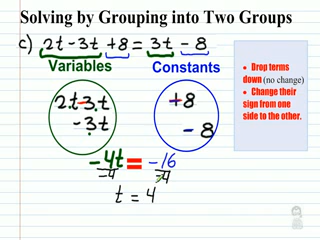 Solving by Grouping into Two Groups
c) 2t - 3t + 8 = 3t - 8
Variables Constants
• Drop terms down (no change)
• Change their sign from one side to the other.
2t - 3t +8
- 3t - 8
-4t = -16
-4 -4
t = 4